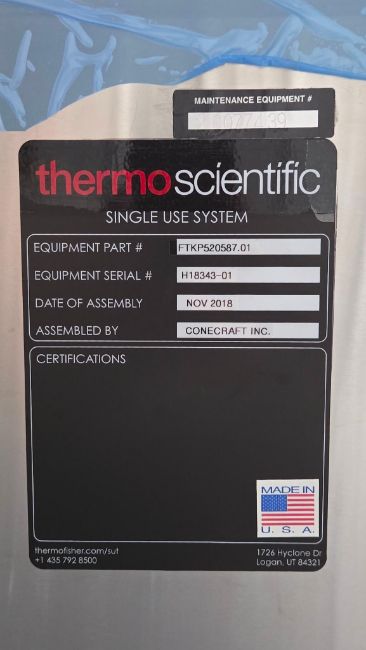 MAINTENANCE EQUIPMENT #
thermo scientific
SINGLE USE SYSTEM
EQUIPMENT PART # FTKP520587.01
EQUIPMENT SERIAL # H18343-01
DATE OF ASSEMBLY NOV 2018
ASSEMBLED BY CONECRAFT INC.
CERTIFICATIONS
MADE IN
U. S. A.
thermofisher.com/sut
+1 435 792 8500
1726 Hyclone Dr
Logan, UT 84321